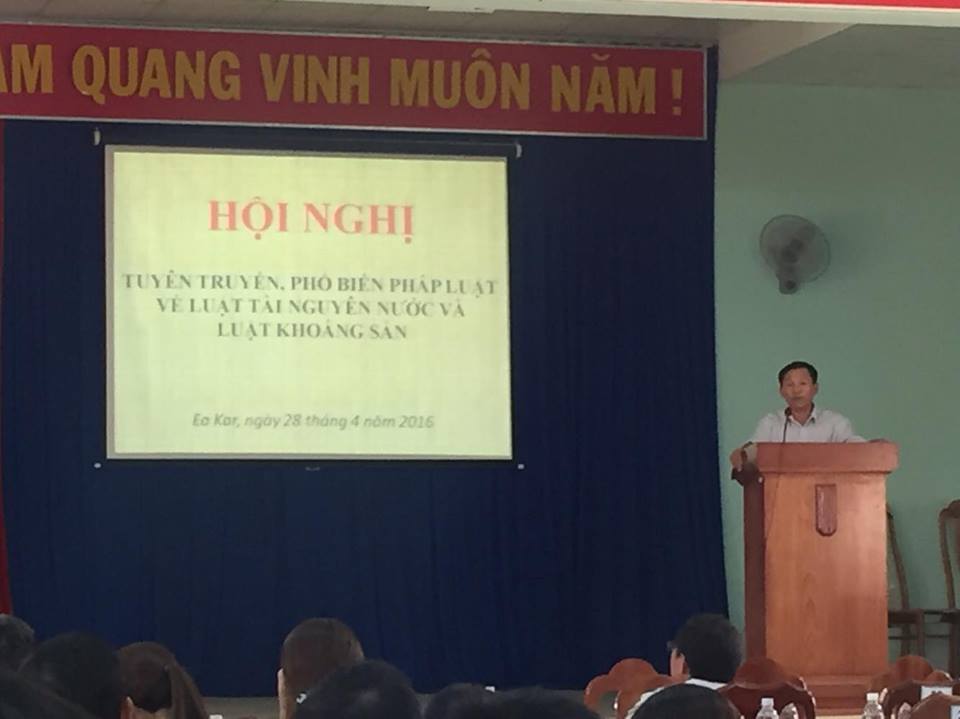 AM QUANG VINH MUÔN NĂM !
HỘI NGHỊ
TUYÊN TRUYỀN, PHỔ BIẾN PHÁP LUẬT
VỀ LUẬT TÀI NGUYÊN NƯỚC VÀ
LUẬT KHOÁNG SẢN
Ea Kar, ngày 28 tháng 4 năm 2016